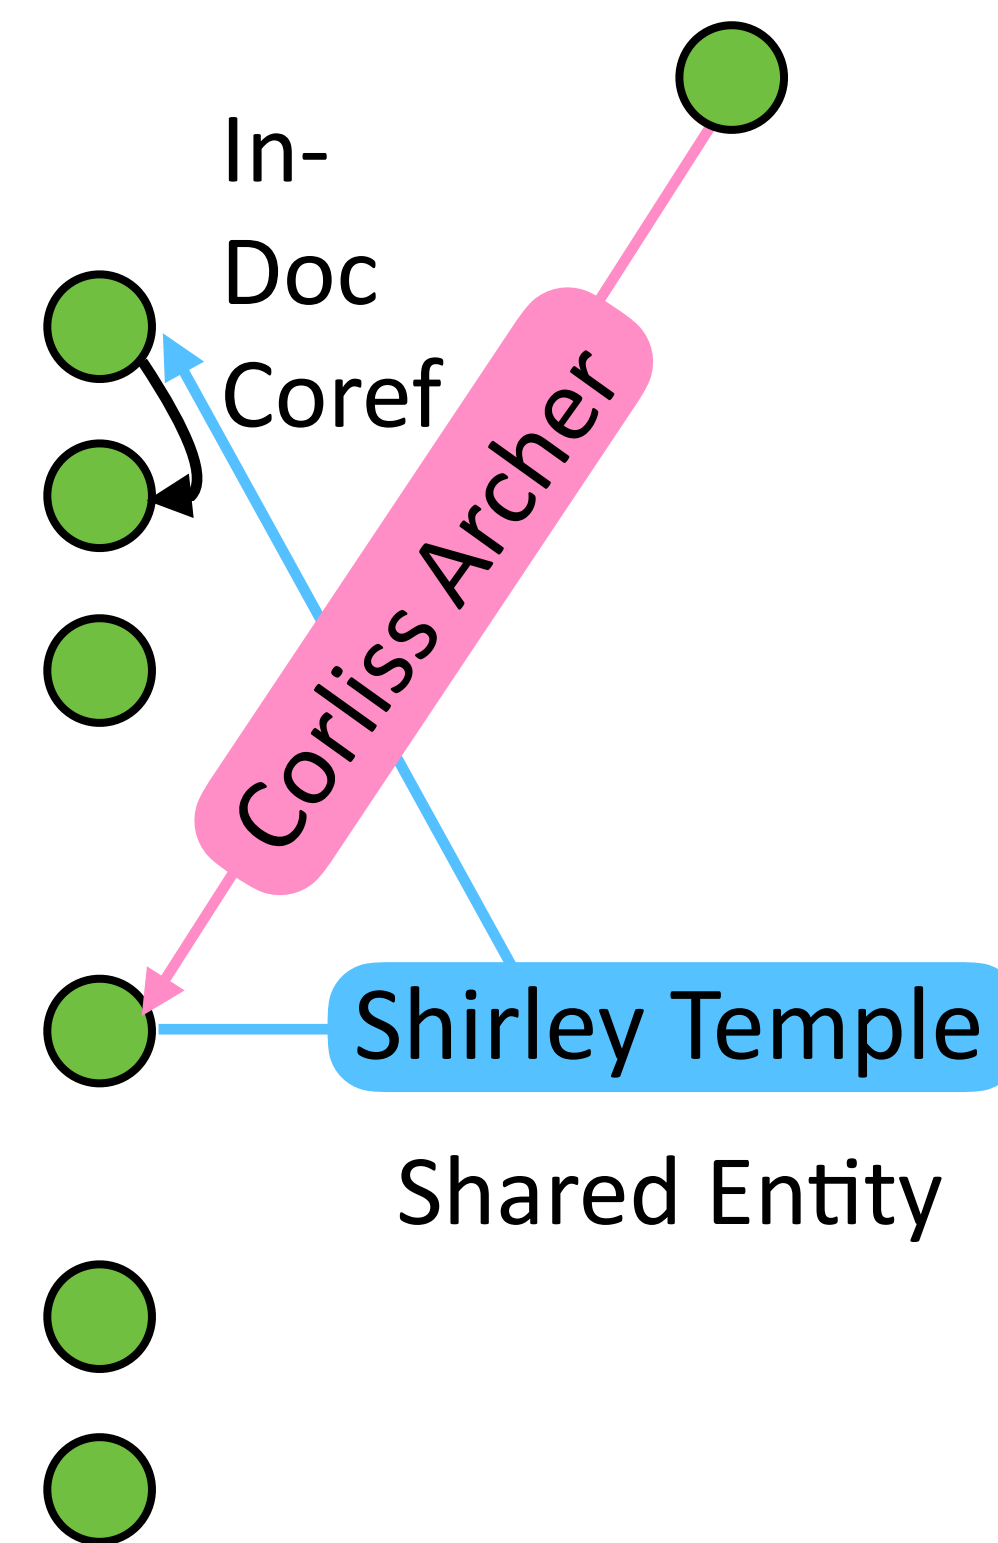 In-
Doc
Coref
Corliss Archer
Shirley Temple
Shared Entity